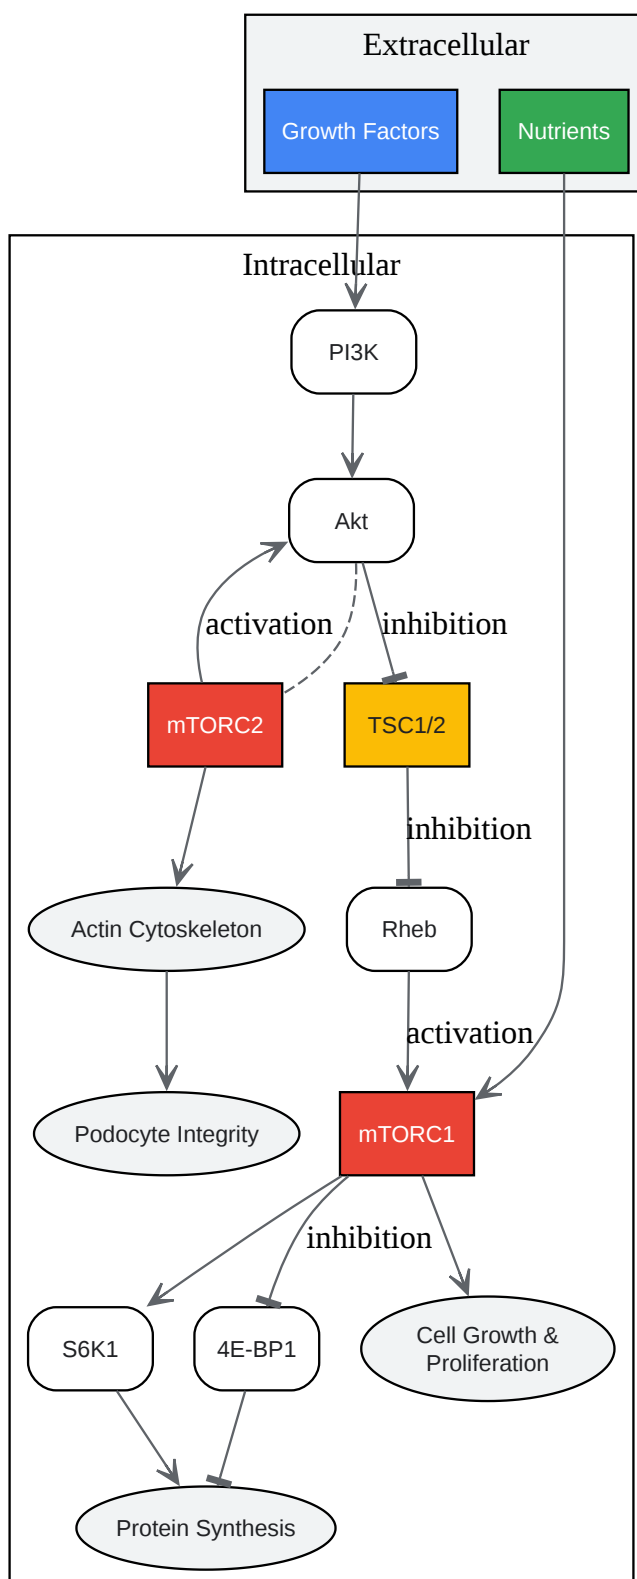 Extracellular
Growth Factors
Nutrients
Intracellular
PI3K
Akt
activation
inhibition
mTORC2
TSC1/2
inhibition
Actin Cytoskeleton
Rheb
activation
Podocyte Integrity
mTORC1
inhibition
S6K1
4E-BP1
Cell Growth &
Proliferation
Protein Synthesis